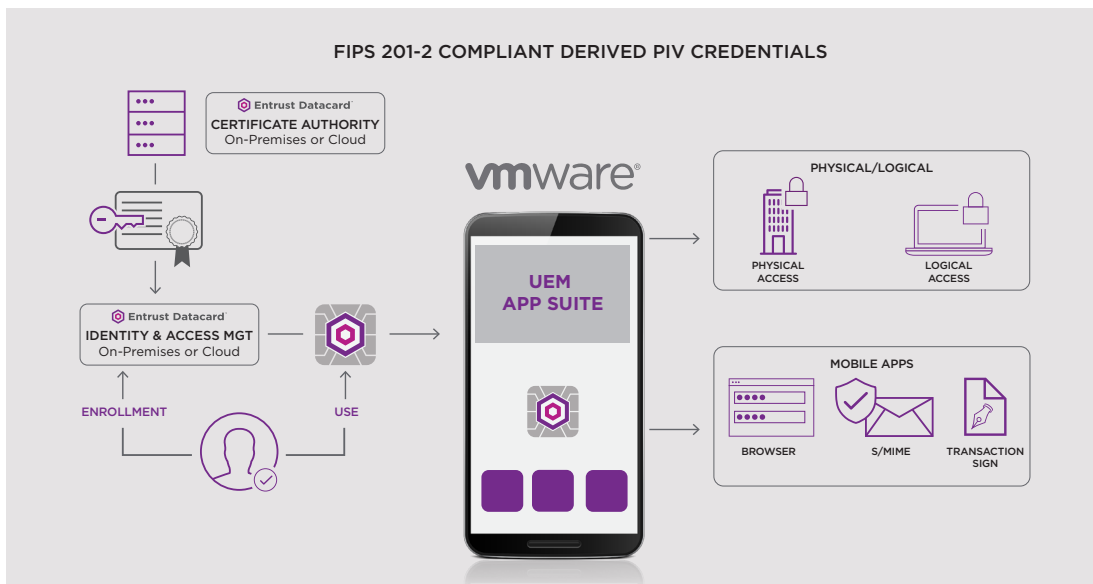 FIPS 201-2 COMPLIANT DERIVED PIV CREDENTIALS
Entrust Datacard
CERTIFICATE AUTHORITY
On-Premises or Cloud
Entrust Datacard
IDENTITY & ACCESS MGT
On-Premises or Cloud
ENROLLMENT
USE
vmware®
UEM
APP SUITE
PHYSICAL/LOGICAL
PHYSICAL
ACCESS
LOGICAL
ACCESS
MOBILE APPS
BROWSER
S/MIME
TRANSACTION
SIGN